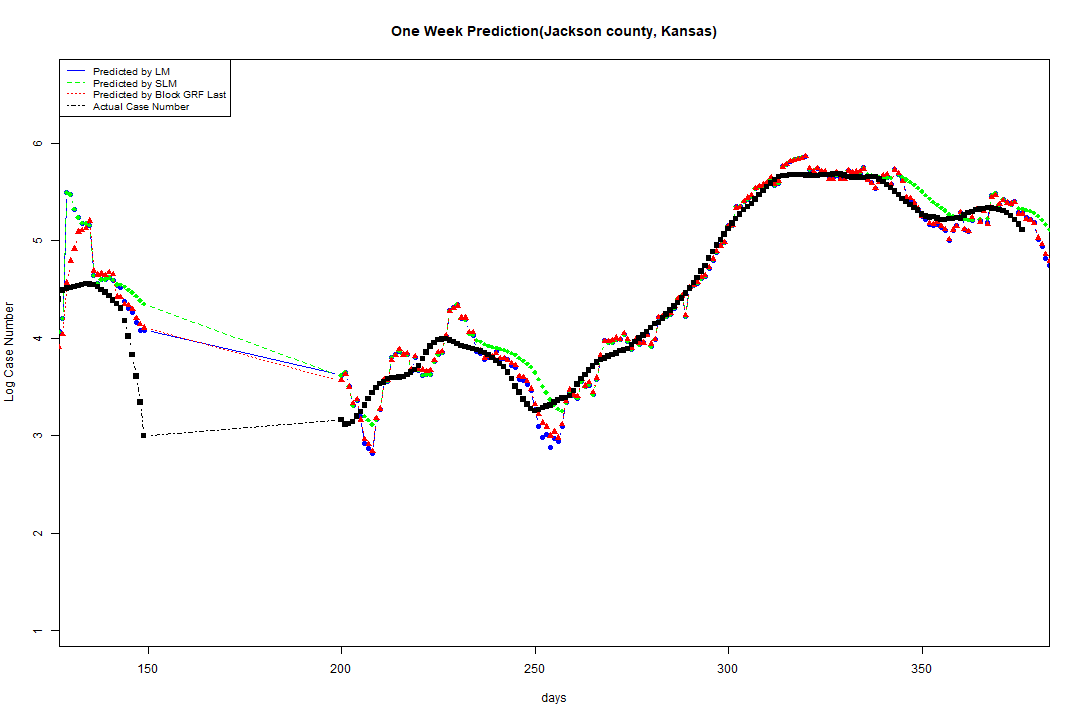 One Week Prediction(Jackson county, Kansas)
Predicted by LM
Predicted by SLM
Predicted by Block GRF Last
Actual Case Number
6
5
4
3
2
1
Log Case Number
150 200 250 300 350
days